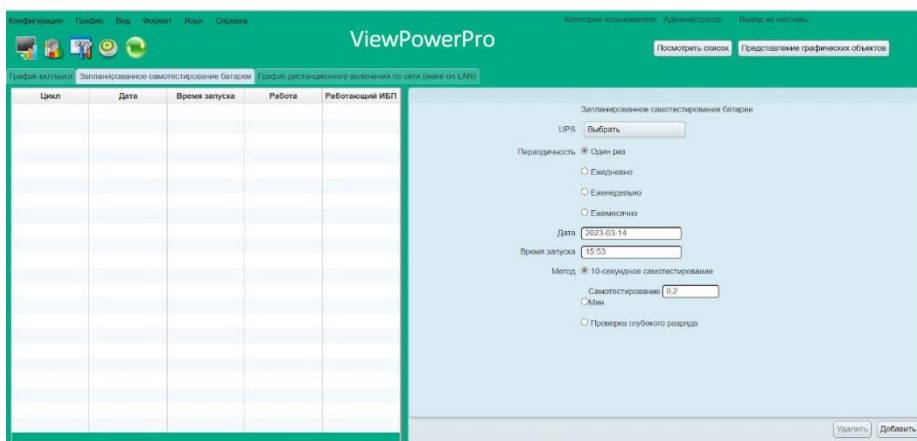 Конфигурация График Вид Формат Язык Справка
Категория пользователя: Администратор Выход из системы
ViewPowerPro
Посмотреть список Представление графических объектов
График вкл/выкл Запланированное самотестирование батареи График дистанционного включения по сети (wake on LAN)
Цикл Дата Время запуска Работа Работающий ИБП
Запланированное самотестирование батареи
UPS Выбрать
Периодичность Один раз
Ежедневно
Еженедельно
Ежемесячно
Дата 2023-03-14
Время запуска 15:53
Метод 10-секундное самотестирование
Самотестирование 0,2
Мин
Проверка глубокого разряда
Удалить Добавить